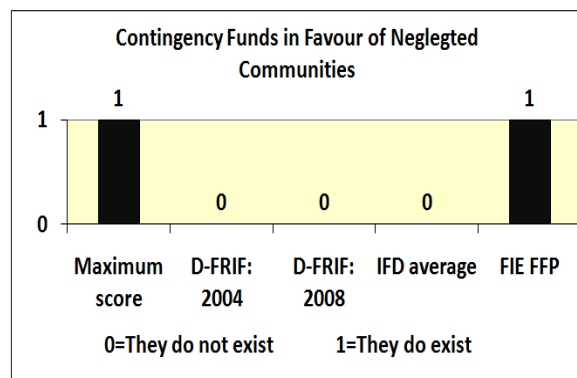 Contingency Funds in Favour of Neglegted
Communities
1 1
1
0 0 0
0
Maximum D-FRIF: D-FRIF: IFD average FIE FFP
score 2004 2008
0=They do not exist 1=They do exist